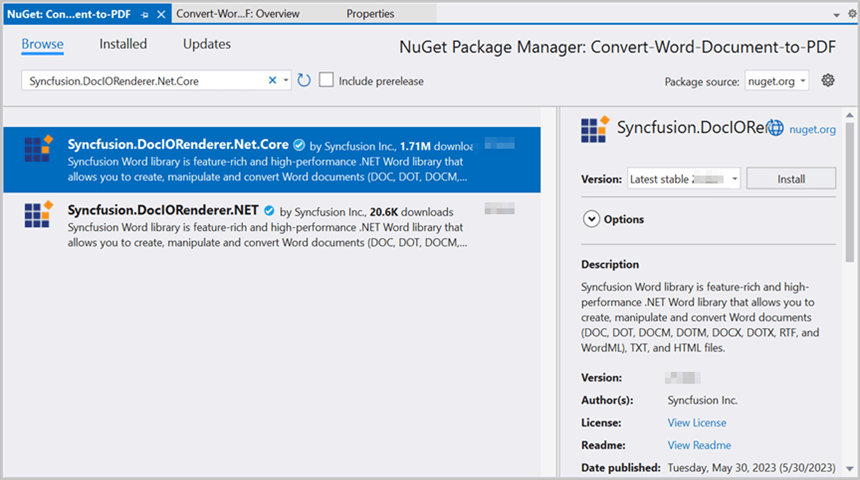 NuGet: Con...ent-to-PDF
Convert-Wor...F: Overview
Properties
Browse
Installed
Updates
NuGet Package Manager: Convert-Word-Document-to-PDF
Syncfusion.DocIORenderer.Net.Core
Include prerelease
Package source: nuget.org
Syncfusion.DocIORenderer.Net.Core by Syncfusion Inc., 1.71M downloa
Syncfusion Word library is feature-rich and high-performance .NET Word library that
allows you to create, manipulate and convert Word documents (DOC, DOT, DOCM,...
Syncfusion.DocIORenderer.NET by Syncfusion Inc., 20.6K downloads
Syncfusion Word library is feature-rich and high-performance .NET Word library that
allows you to create, manipulate and convert Word documents (DOC, DOT, DOCM,...
Syncfusion.DocIORe nuget.org
Version: Latest stable
Install
Options
Description
Syncfusion Word library is feature-rich and high-
performance .NET Word library that allows you to
create, manipulate and convert Word documents
(DOC, DOT, DOCM, DOTM, DOCX, DOTX, RTF, and
WordML), TXT, and HTML files.
Version:
Author(s): Syncfusion Inc.
License: View License
Readme: View Readme
Date published: Tuesday, May 30, 2023 (5/30/2023)